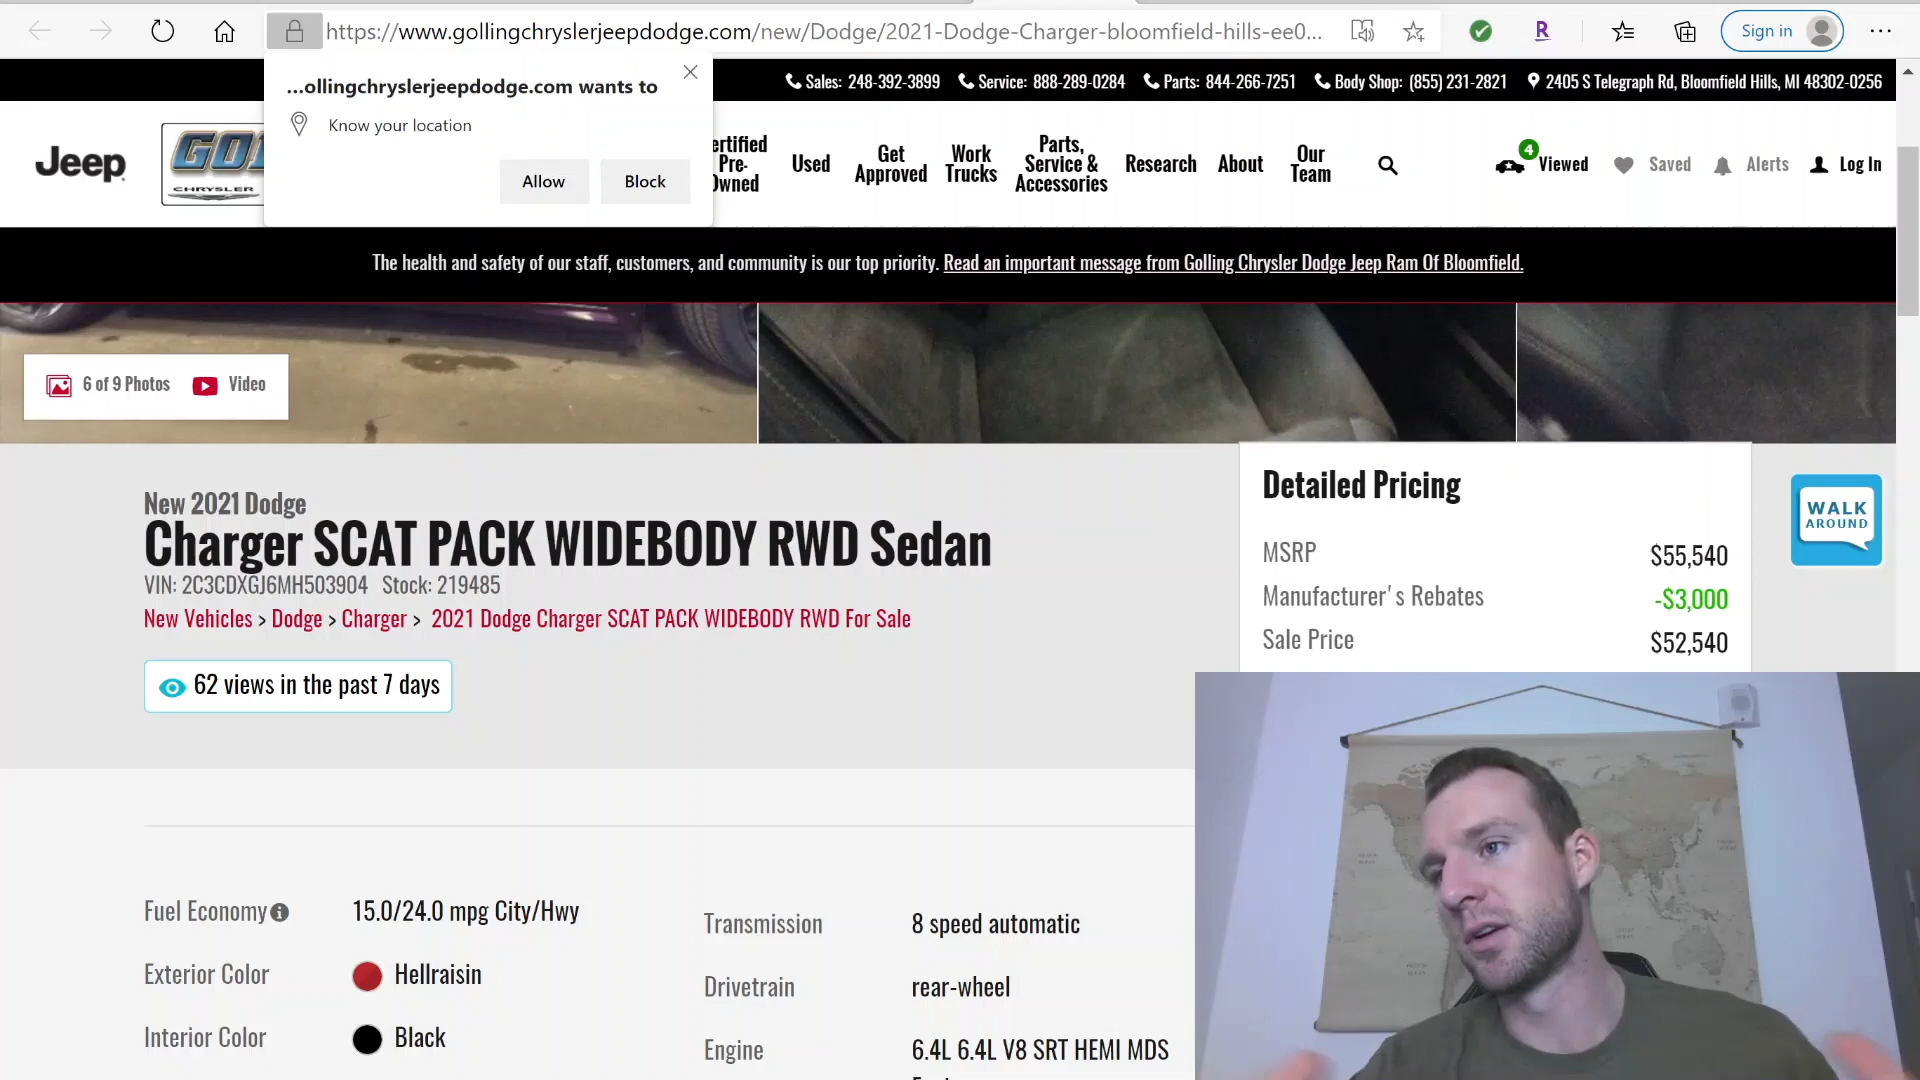 https://www.gollingchryslerjeepdodge.com/new/Dodge/2021-Dodge-Charger-bloomfield-hills-ee0...
Sign in
...ollingchryslerjeepdodge.com wants to
Know your location
Allow
Block
Sales: 248-392-3899
Service: 888-289-0284
Parts: 844-266-7251
Body Shop: (855) 231-2821
2405 S Telegraph Rd, Bloomfield Hills, MI 48302-0256
Jeep
CHRYSLER
Pre-
Used
Get
Approved
Work
Trucks
Parts,
Service &
Accessories
Research
About
Our
Team
4
Viewed
Saved
Alerts
Log In
The health and safety of our staff, customers, and community is our top priority. Read an important message from Golling Chrysler Dodge Jeep Ram Of Bloomfield.
6 of 9 Photos
Video
New 2021 Dodge
Charger SCAT PACK WIDEBODY RWD Sedan
VIN: 2C3CDXGJ6MH503904 Stock: 219485
New Vehicles > Dodge > Charger > 2021 Dodge Charger SCAT PACK WIDEBODY RWD For Sale
62 views in the past 7 days
Detailed Pricing
MSRP $55,540
Manufacturer's Rebates -$3,000
Sale Price $52,540
WALK
AROUND
Fuel Economy 15.0/24.0 mpg City/Hwy
Exterior Color Hellraisin
Interior Color Black
Transmission 8 speed automatic
Drivetrain rear-wheel
Engine 6.4L 6.4L V8 SRT HEMI MDS